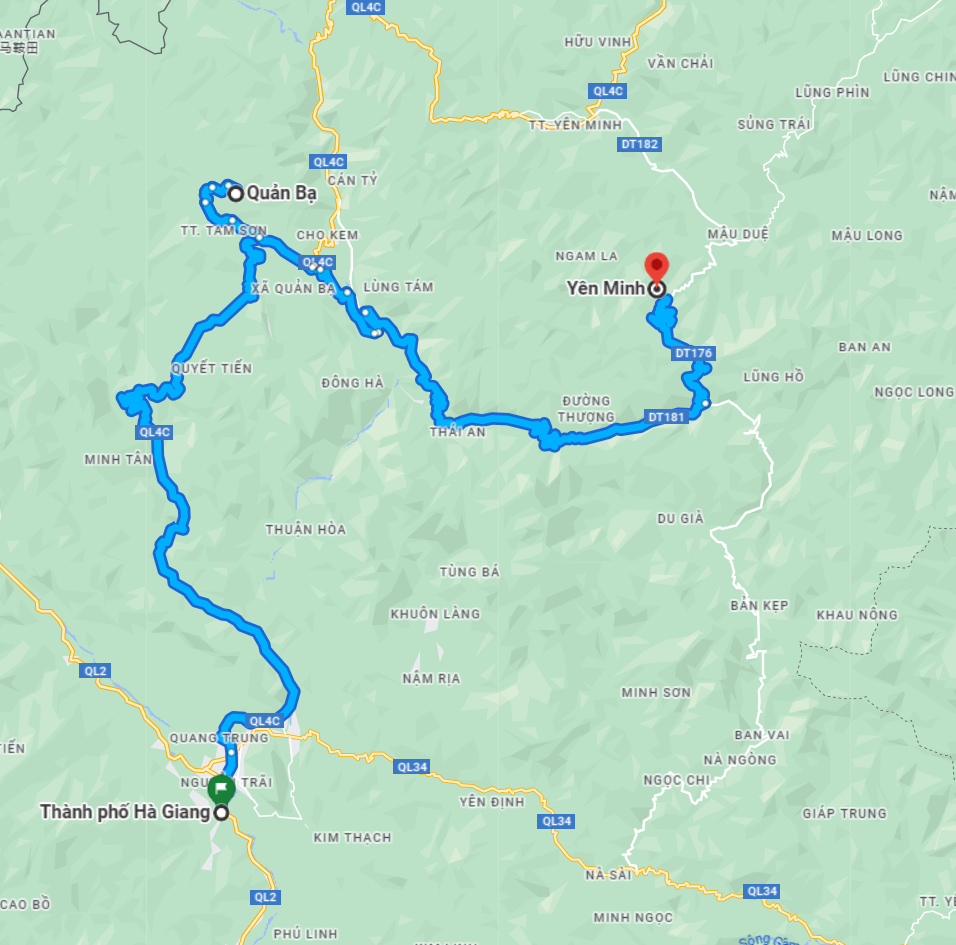 QL4C
AANTIAN
马鞍田
HỮU VINH
VẦN CHẢI
LŨNG CHIN
QL4C
LŨNG PHÌN
TT. YÊN MINH
SỦNG TRÁI
DT182
QL4C
CÁN TỶ
Quản Bạ
NẬM
TT. TAM SƠN
CHO KEM
MẬU DUỆ
MẬU LONG
NGAM LA
QL4C
XÃ QUẢN BẠ
LÙNG TÁM
Yên Minh
DT176
BAN AN
QUYẾT TIẾN
ĐÔNG HÀ
LŨNG HỒ
NGỌC LONG
ĐƯỜNG
THƯỢNG
DT181
QL4C
THÁI AN
MINH TÂN
DU GIÀ
THUẬN HÒA
TÙNG BÁ
BẢN KẸP
KHUÔN LÀNG
KHAU NÔNG
QL2
NẬM RỊA
MINH SƠN
QL4C
QUANG TRUNG
BAN VAI
TIẾN
NÀ NGÒNG
QL34
NGỌC CHI
TRÃI
YÊN ĐỊNH
Thành phố Hà Giang
GIÁP TRUNG
QL34
KIM THẠCH
NÀ SÀI
QL34
QL2
CAO BỒ
TT. Y
MINH NGỌC
PHÚ LINH
Sông Gâm